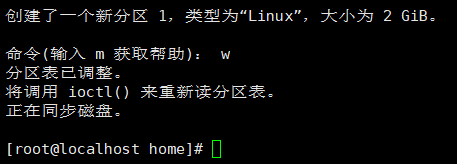 创建了一个新分区 1，类型为“Linux”，大小为 2 GiB。
命令(输入 m 获取帮助)： w
分区表已调整。
将调用 ioctl() 来重新读分区表。
正在同步磁盘。
[root@localhost home]#